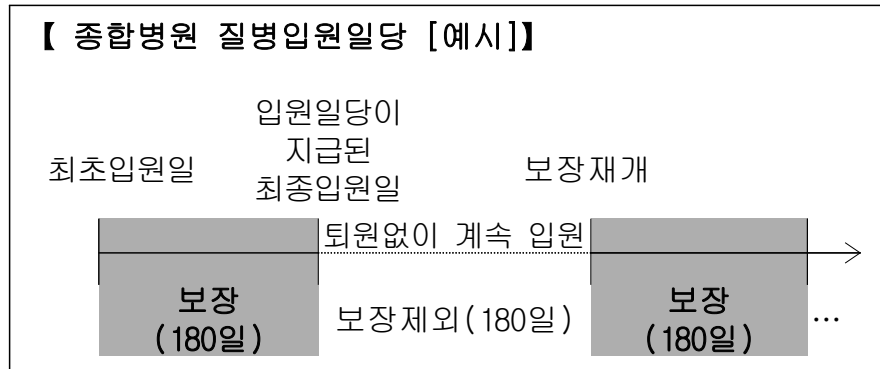 【 종합병원 질병입원일당 [예시]】
입원일당이
지급된
최종입원일
최초입원일
보장재개
퇴원없이 계속 입원
보장
(180일)
보장제외(180일)
보장
(180일)
…